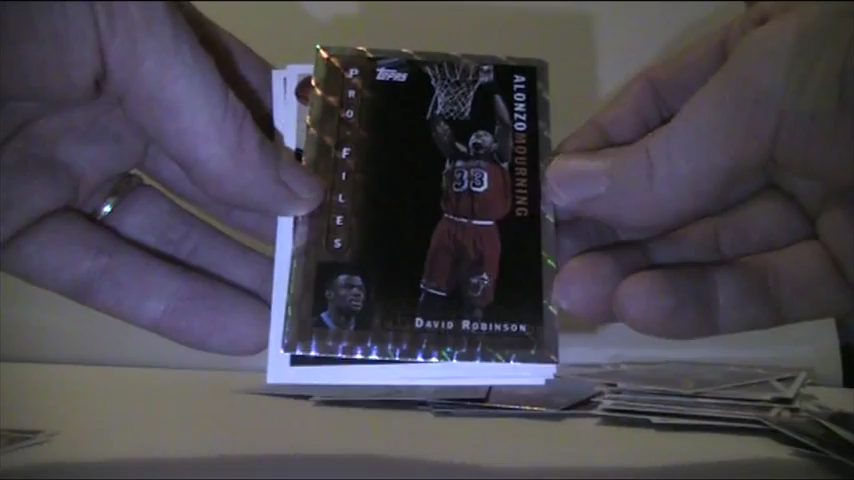 TOPPS
PRO FILES
ALONZO MOURNING
33
DAVID ROBINSON